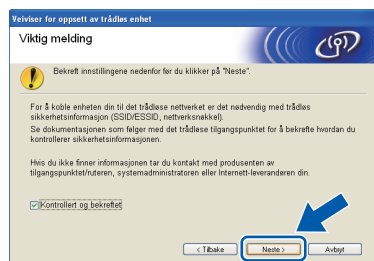 Veiviser for oppsett av trådløs enhet
Viktig melding
Bekreft innstillingene nedenfor før du klikker på "Neste".
For å koble enheten din til det trådløse nettverket er det nødvendig med trådløs
sikkerhetsinformasjon (SSID/ESSID, nettverksnøkkel).
Se dokumentasjonen som følger med det trådløse tilgangspunktet for å bekrefte hvordan du
kontrollerer sikkerhetsinformasjonen.
Hvis du ikke finner informasjonen tar du kontakt med produsenten av
tilgangspunktet/ruteren, systemadministratoren eller Internett-leverandøren din.
Kontrollert og bekreftet
< Tilbake
Neste >
Avbryt